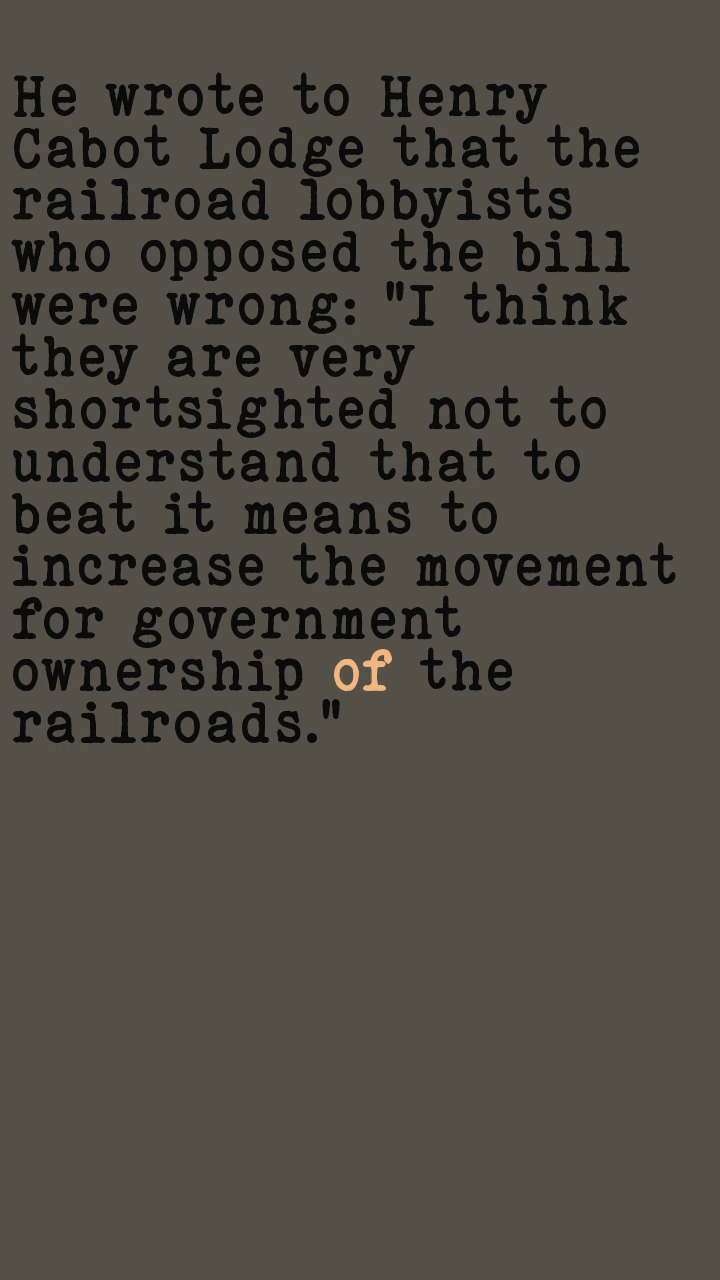 He wrote to Henry
Cabot Lodge that the
railroad lobbyists
who opposed the bill
were wrong: "I think
they are very
shortsighted not to
understand that to
beat it means to
increase the movement
for government
ownership of the
railroads."